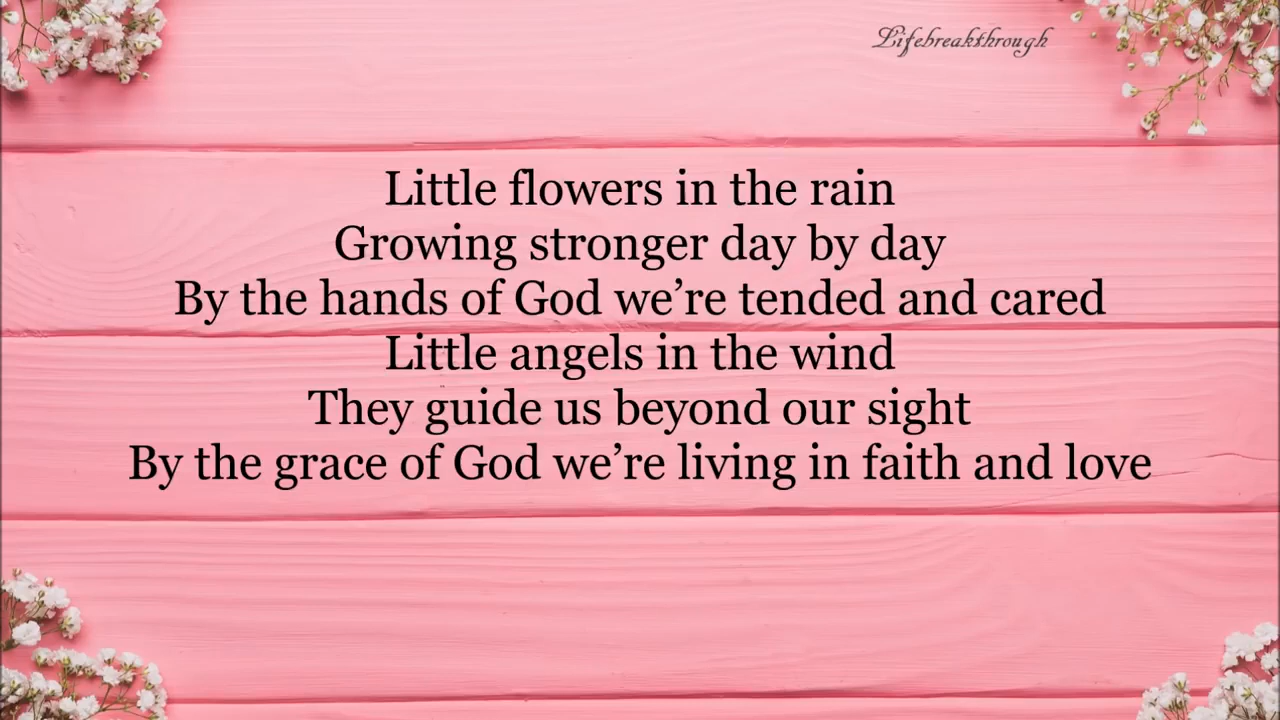 Lifebreakthrough
Little flowers in the rain
Growing stronger day by day
By the hands of God we’re tended and cared
Little angels in the wind
They guide us beyond our sight
By the grace of God we’re living in faith and love